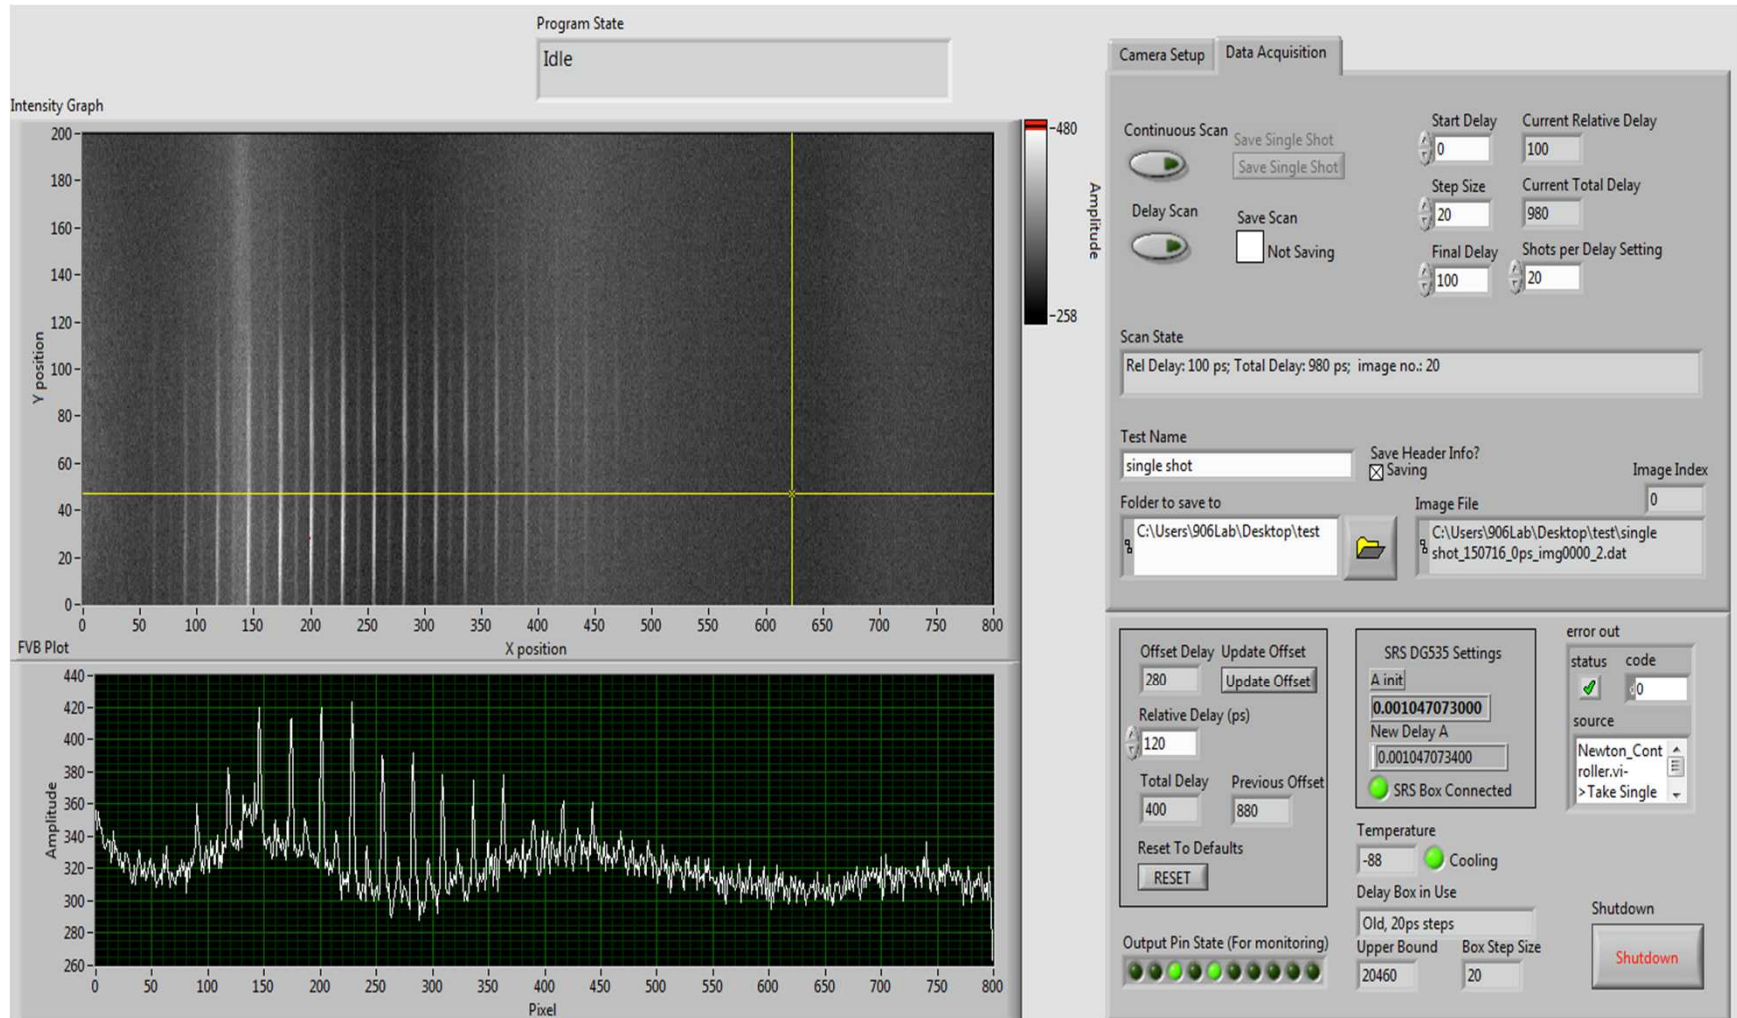 Program State
Idle
Camera Setup
Data Acquisition
Intensity Graph
200
180
160
140
120
100
80
60
40
20
0
Y position
0 50 100 150 200 250 300 350 400 450 500 550 600 650 700 750 800
X position
480
258
Amplitude
FVB Plot
440
420
400
380
360
340
320
300
280
260
Amplitude
0 50 100 150 200 250 300 350 400 450 500 550 600 650 700 750 800
Pixel
Continuous Scan
Save Single Shot
Save Single Shot
Start Delay
0
Current Relative Delay
100
Delay Scan
Save Scan
Not Saving
Step Size
20
Current Total Delay
980
Final Delay
100
Shots per Delay Setting
20
Scan State
Rel Delay: 100 ps; Total Delay: 980 ps; image no.: 20
Test Name
single shot
Save Header Info?
Saving
Image Index
0
Folder to save to
C:\Users\906Lab\Desktop\test
Image File
C:\Users\906Lab\Desktop\test\single
shot_150716_0ps_img0000_2.dat
Offset Delay
280
Update Offset
Update Offset
Relative Delay (ps)
120
Total Delay
400
Previous Offset
880
Reset To Defaults
RESET
Output Pin State (For monitoring)
SRS DG535 Settings
A init
0.001047073000
New Delay A
0.001047073400
SRS Box Connected
Temperature
-88
Cooling
Delay Box in Use
Old, 20ps steps
Upper Bound
20460
Box Step Size
20
error out
status
code
0
source
Newton_Cont
roller.vi-
>Take Single
Shutdown
Shutdown